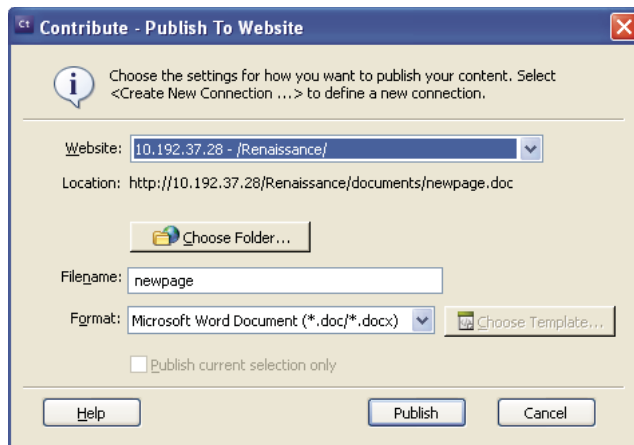 Ct Contribute - Publish To Website
Choose the settings for how you want to publish your content. Select
<Create New Connection ...> to define a new connection.
Website: 10.192.37.28 - /Renaissance/
Location: http://10.192.37.28/Renaissance/documents/newpage.doc
Choose Folder...
Filename: newpage
Format: Microsoft Word Document (*.doc/*.docx) Choose Template...
Publish current selection only
Help Publish Cancel